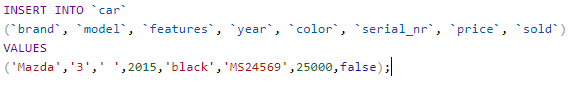 INSERT INTO `car`
(`brand`, `model`, `features`, `year`, `color`, `serial_nr`, `price`, `sold`)
VALUES
('Mazda','3',' ',2015,'black','MS24569',25000,false);